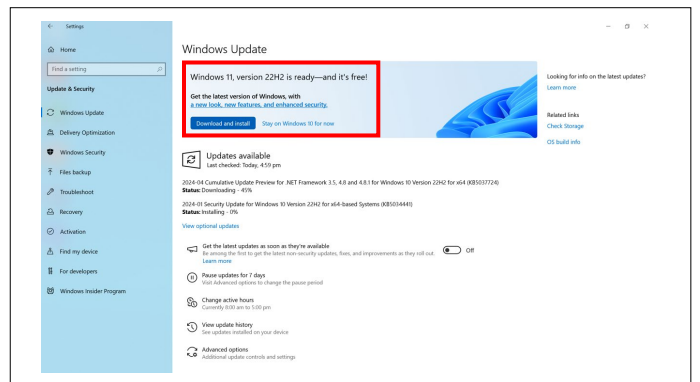 Settings
Home
Find a setting
Update & Security
Windows Update
Delivery Optimization
Windows Security
Files backup
Troubleshoot
Recovery
Activation
Find my device
For developers
Windows Insider Program
Windows Update
Windows 11, version 22H2 is ready—and it's free!
Get the latest version of Windows, with
a new look, new features, and enhanced security.
Download and install Stay on Windows 10 for now
Updates available
Last checked: Today, 4:59 pm
2024-04 Cumulative Update Preview for .NET Framework 3.5, 4.8 and 4.8.1 for Windows 10 Version 22H2 for x64 (KB5037724)
Status: Downloading - 45%
2024-01 Security Update for Windows 10 Version 22H2 for x64-based Systems (KB5034441)
Status: Installing - 0%
View optional updates
Get the latest updates as soon as they're available
Be among the first to get the latest non-security updates, fixes, and improvements as they roll out
Learn more
Off
Pause updates for 7 days
Visit Advanced options to change the pause period
Change active hours
Currently 8:00 am to 5:00 pm
View update history
See updates installed on your device
Advanced options
Additional update controls and settings
Looking for info on the latest updates?
Learn more
Related links
Check Storage
OS build info